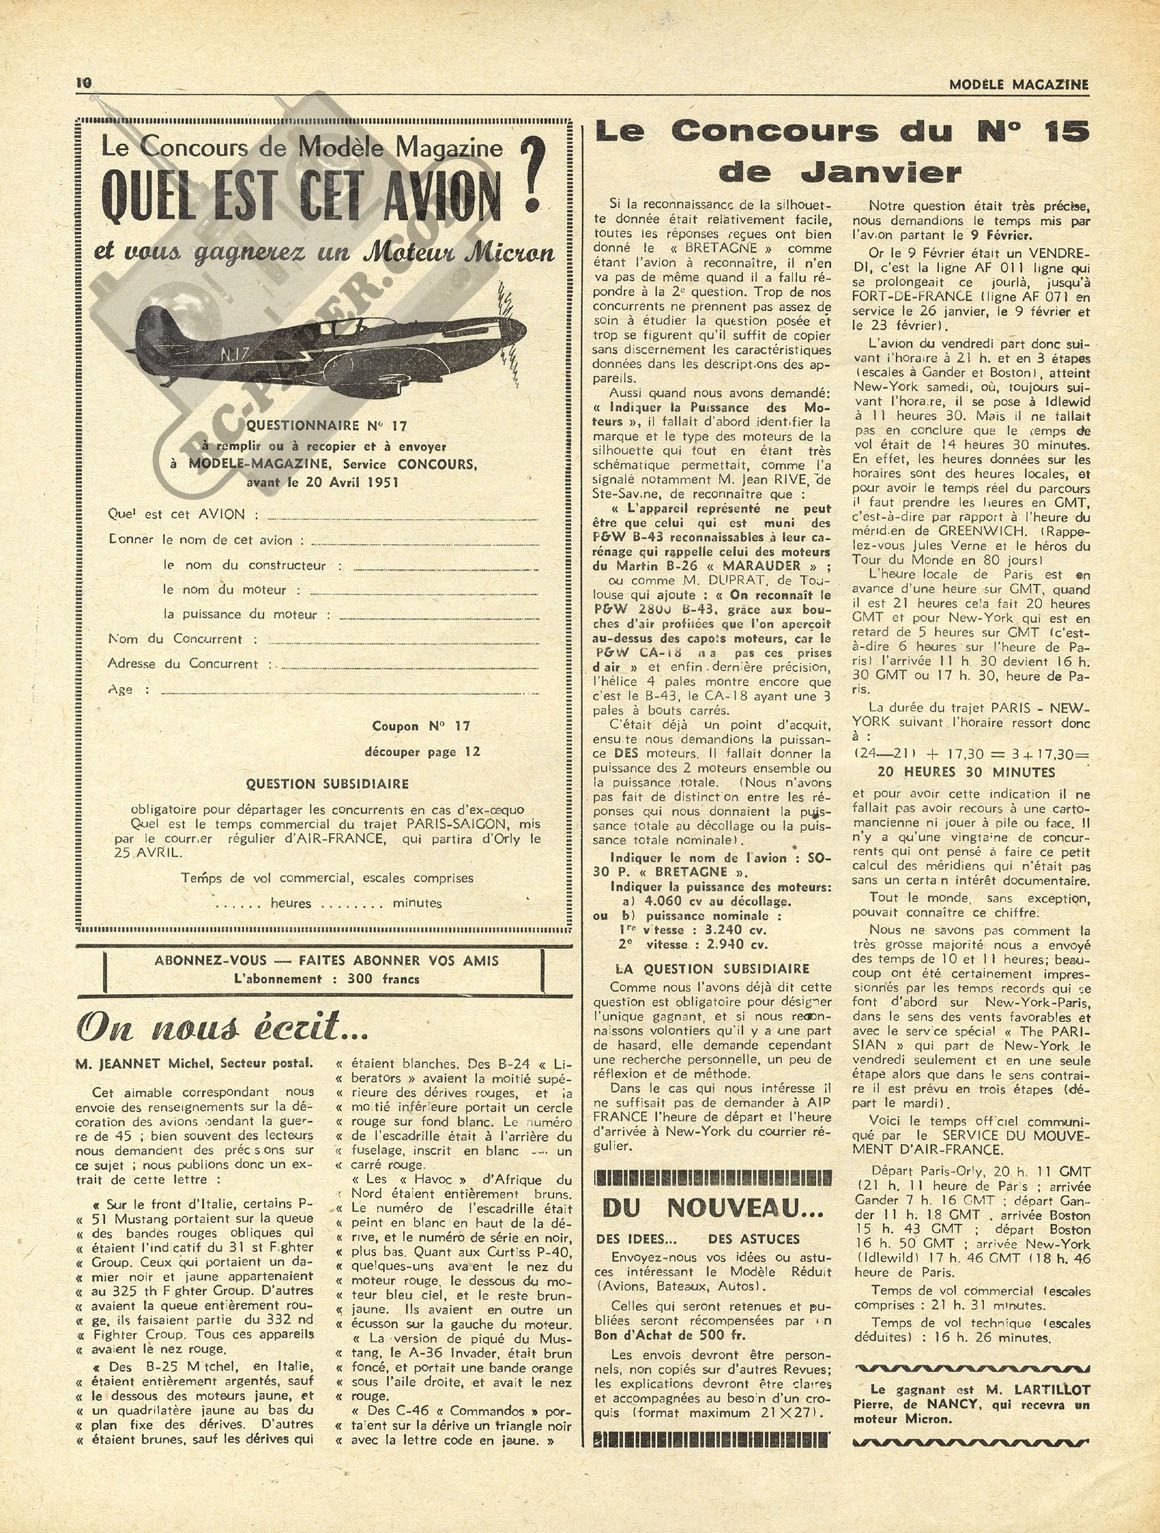 10
MODÈLE MAGAZINE
Le Concours de Modèle Magazine
QUEL EST CET AVION ?
et vous gagnerez un Moteur Micron
N.17
RC-PAPER.COM
QUESTIONNAIRE N° 17
à remplir ou à recopier et à envoyer
à MODELE-MAGAZINE, Service CONCOURS,
avant le 20 Avril 1951
Quel est cet AVION :
Donner le nom de cet avion :
le nom du constructeur :
le nom du moteur :
la puissance du moteur :
Nom du Concurrent :
Adresse du Concurrent :
Age :
Coupon N° 17
découper page 12
QUESTION SUBSIDIAIRE
obligatoire pour départager les concurrents en cas d'ex-œquo
Quel est le temps commercial du trajet PARIS-SAIGON, mis
par le courrier régulier d'AIR-FRANCE, qui partira d'Orly le
25 AVRIL.
Temps de vol commercial, escales comprises
...... heures ........ minutes
ABONNEZ-VOUS — FAITES ABONNER VOS AMIS
L'abonnement : 300 francs
On nous écrit...
M. JEANNET Michel, Secteur postal.
Cet aimable correspondant nous
envoie des renseignements sur la dé-
coration des avions pendant la guer-
re de 45 ; bien souvent des lecteurs
nous demandent des précisions sur
ce sujet ; nous publions donc un ex-
trait de cette lettre :
« Sur le front d'Italie, certains P-
« 51 Mustang portaient sur la queue
« des bandes rouges obliques qui
« étaient l'indicatif du 31 st Fighter
« Group. Ceux qui portaient un da-
« mier noir et jaune appartenaient
« au 325 th Fighter Group. D'autres
« avaient la queue entièrement rou-
« ge, ils faisaient partie du 332 nd
« Fighter Croup. Tous ces appareils
« avaient le nez rouge.
« Des B-25 Mitchel, en Italie,
« étaient entièrement argentés, sauf
« le dessous des moteurs jaune, et
« un quadrilatère jaune au bas du
« plan fixe des dérives. D'autres
« étaient brunes, sauf les dérives qui
« étaient blanches. Des B-24 « Li-
« berators » avaient la moitié supé-
« rieure des dérives rouges, et la
« moitié inférieure portait un cercle
« rouge sur fond blanc. Le numéro
« de l'escadrille était à l'arrière du
« fuselage, inscrit en blanc — un
« carré rouge.
« Les « Havoc » d'Afrique du
« Nord étaient entièrement bruns.
« Le numéro de l'escadrille était
« peint en blanc en haut de la dé-
« rive, et le numéro de série en noir,
« plus bas. Quant aux Curtiss P-40,
« quelques-uns avaient le nez du
« moteur rouge, le dessous du mo-
« teur bleu ciel, et le reste brun-
« jaune. Ils avaient en outre un
« écusson sur la gauche du moteur.
« La version de piqué du Mus-
« tang, le A-36 Invader, était brun
« foncé, et portait une bande orange
« sous l'aile droite, et avait le nez
« rouge.
« Des C-46 « Commandos » por-
« taient sur la dérive un triangle noir
« avec la lettre code en jaune. »
Le Concours du N° 15
de Janvier
Si la reconnaissance de la silhouet-
te donnée était relativement facile,
toutes les réponses reçues ont bien
donné le « BRETAGNE » comme
étant l'avion à reconnaître, il n'en
va pas de même quand il a fallu ré-
pondre à la 2e question. Trop de nos
concurrents ne prennent pas assez de
soin à étudier la question posée et
trop se figurent qu'il suffit de copier
sans discernement les caractéristiques
données dans les descriptions des ap-
pareils.
Aussi quand nous avons demandé:
« Indiquer la Puissance des Mo-
teurs », il fallait d'abord identifier la
marque et le type des moteurs de la
silhouette qui tout en étant très
schématique permettait, comme l'a
signalé notamment M. Jean RIVE, de
Ste-Savine, de reconnaître que :
« L'appareil représenté ne peut
être que celui qui est muni des
P&W B-43 reconnaissables à leur ca-
rénage qui rappelle celui des moteurs
du Martin B-26 « MARAUDER » ;
ou comme M. DUPRAT, de Tou-
louse qui ajoute : « On reconnaît le
P&W 2800 B-43, grâce aux bou-
ches d'air profilées que l'on aperçoit
au-dessus des capots moteurs, car le
P&W CA-18 n'a pas ces prises
d'air » et enfin dernière précision,
l'hélice 4 pales montre encore que
c'est le B-43, le CA-18 ayant une 3
pales à bouts carrés.
C'était déjà un point d'acquit,
ensuite nous demandions la puissan-
ce DES moteurs. Il fallait donner la
puissance des 2 moteurs ensemble ou
la puissance totale. (Nous n'avons
pas fait de distinction entre les ré-
ponses qui nous donnaient la puis-
sance totale au décollage ou la puis-
sance totale nominale).
Indiquer le nom de l'avion : SO-
30 P. « BRETAGNE ».
Indiquer la puissance des moteurs:
a) 4.060 cv au décollage.
ou b) puissance nominale :
1re vitesse : 3.240 cv.
2e vitesse : 2.940 cv.
LA QUESTION SUBSIDIAIRE
Comme nous l'avons déjà dit cette
question est obligatoire pour désigner
l'unique gagnant, et si nous recon-
naissons volontiers qu'il y a une part
de hasard, elle demande cependant
une recherche personnelle, un peu de
réflexion et de méthode.
Dans le cas qui nous intéresse il
ne suffisait pas de demander à AIR
FRANCE l'heure de départ et l'heure
d'arrivée à New-York du courrier ré-
gulier.
DU NOUVEAU...
DES IDEES... DES ASTUCES
Envoyez-nous vos idées ou astu-
ces intéressant le Modèle Réduit
(Avions, Bateaux, Autos).
Celles qui seront retenues et pu-
bliées seront récompensées par un
Bon d'Achat de 500 fr.
Les envois devront être person-
nels, non copiés sur d'autres Revues;
les explications devront être claires
et accompagnées au besoin d'un cro-
quis (format maximum 21×27).
Notre question était très précise,
nous demandions le temps mis par
l'avion partant le 9 Février.
Or le 9 Février était un VENDRE-
DI, c'est la ligne AF 011 ligne qui
se prolongeait ce jourlà, jusqu'à
FORT-DE-FRANCE (ligne AF 071 en
service le 26 janvier, le 9 février et
le 23 février).
L'avion du vendredi part donc sui-
vant l'horaire à 21 h. et en 3 étapes
(escales à Gander et Boston), atteint
New-York samedi, où, toujours sui-
vant l'horaire, il se pose à Idlewid
à 11 heures 30. Mais il ne fallait
pas en conclure que le temps de
vol était de 14 heures 30 minutes.
En effet, les heures données sur les
horaires sont des heures locales, et
pour avoir le temps réel du parcours
il faut prendre les heures en GMT,
c'est-à-dire par rapport à l'heure du
méridien de GREENWICH. (Rappe-
lez-vous Jules Verne et le héros du
Tour du Monde en 80 jours)
L'heure locale de Paris est en
avance d'une heure sur GMT, quand
il est 21 heures cela fait 20 heures
GMT et pour New-York qui est en
retard de 5 heures sur GMT (c'est-
à-dire 6 heures sur l'heure de Pa-
ris) l'arrivée 11 h 30 devient 16 h.
30 GMT ou 17 h. 30, heure de Pa-
ris.
La durée du trajet PARIS - NEW-
YORK suivant l'horaire ressort donc
à :
(24—21) + 17,30 = 3+17,30=
20 HEURES 30 MINUTES
et pour avoir cette indication il ne
fallait pas avoir recours à une carto-
mancienne ni jouer à pile ou face. Il
n'y a qu'une vingtaine de concur-
rents qui ont pensé à faire ce petit
calcul des méridiens qui n'était pas
sans un certain intérêt documentaire.
Tout le monde, sans exception,
pouvait connaître ce chiffre.
Nous ne savons pas comment la
très grosse majorité nous a envoyé
des temps de 10 et 11 heures; beau-
coup ont été certainement impres-
sionnés par les temps records qui se
font d'abord sur New-York-Paris,
dans le sens des vents favorables et
avec le service spécial « The PARI-
SIAN » qui part de New-York le
vendredi seulement et en une seule
étape alors que dans le sens contrai-
re il est prévu en trois étapes (dé-
part le mardi).
Voici le temps officiel communi-
qué par le SERVICE DU MOUVE-
MENT D'AIR-FRANCE.
Départ Paris-Orly, 20 h. 11 GMT
(21 h. 11 heure de Paris ; arrivée
Gander 7 h. 16 GMT ; départ Gan-
der 11 h. 18 GMT , arrivée Boston
15 h. 43 GMT ; départ Boston
16 h. 50 GMT ; arrivée New-York
(Idlewild) 17 h. 46 GMT (18 h. 46
heure de Paris.
Temps de vol commercial (escales
comprises : 21 h. 31 minutes.
Temps de vol technique (escales
déduites) : 16 h. 26 minutes.
Le gagnant est M. LARTILLOT
Pierre, de NANCY, qui recevra un
moteur Micron.